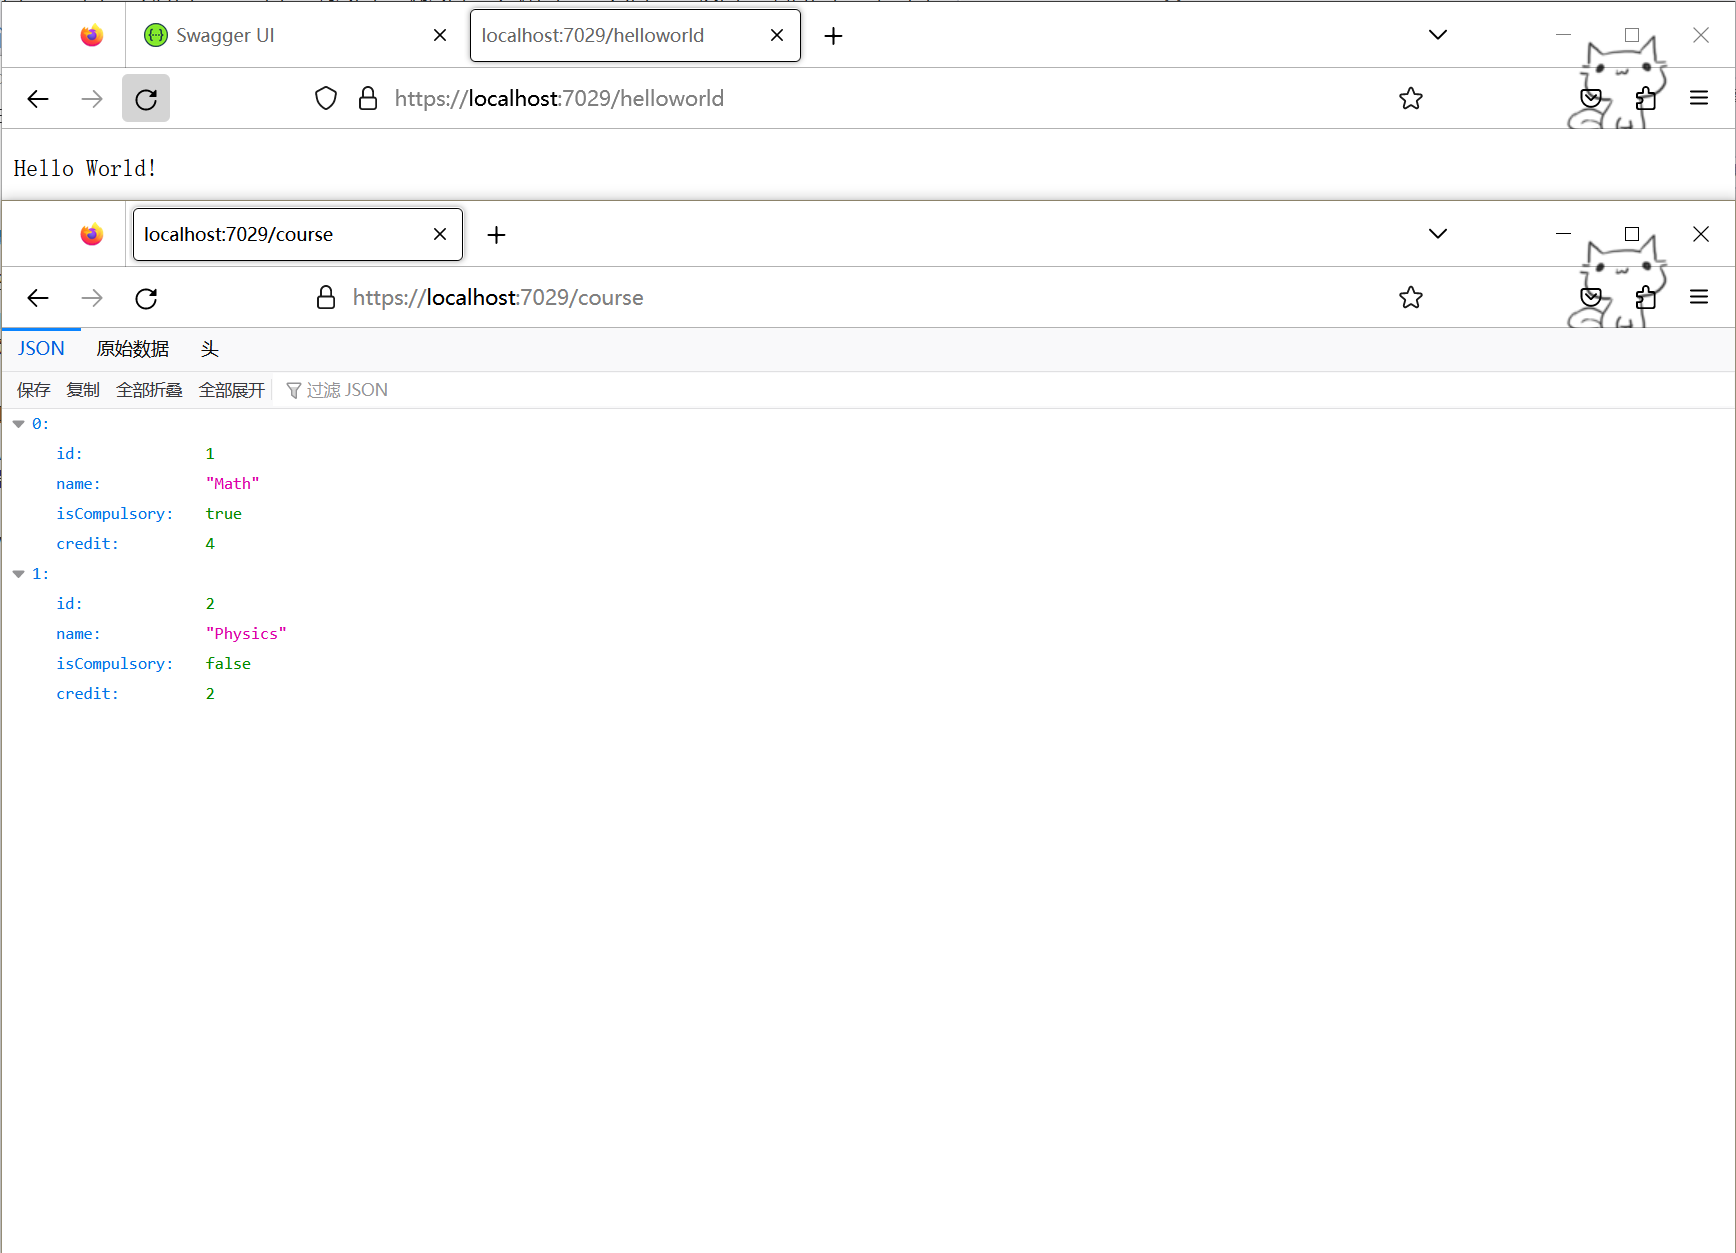 Swagger UI
localhost:7029/helloworld
https://localhost:7029/helloworld
Hello World!
localhost:7029/course
https://localhost:7029/course
JSON 原始数据 头
保存 复制 全部折叠 全部展开 过滤 JSON
0:
id: 1
name: "Math"
isCompulsory: true
credit: 4
1:
id: 2
name: "Physics"
isCompulsory: false
credit: 2